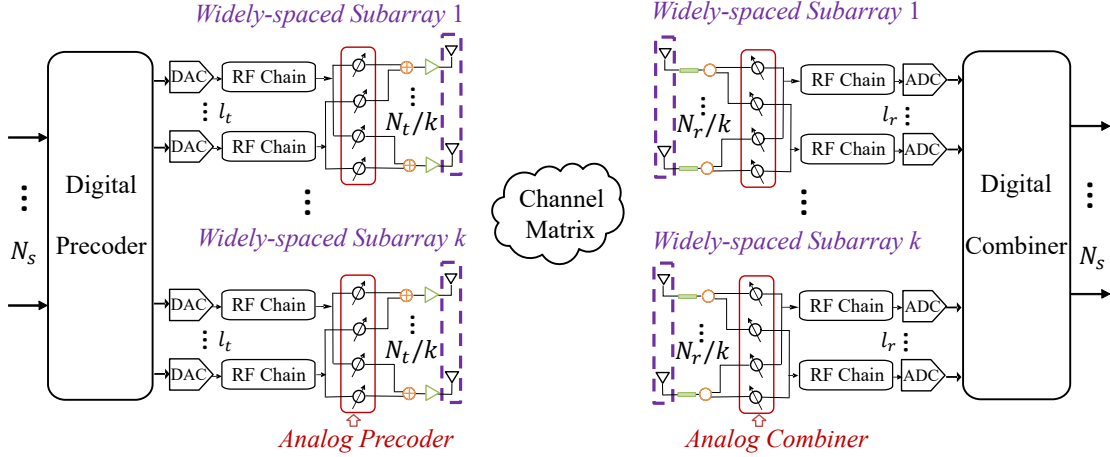 Widely-spaced Subarray 1
Widely-spaced Subarray 1
DAC
RF Chain
RF Chain
ADC
l_t
N_t/k
N_r/k
l_r
DAC
RF Chain
RF Chain
ADC
Digital
Precoder
N_s
Channel
Matrix
Digital
Combiner
N_s
Widely-spaced Subarray k
Widely-spaced Subarray k
DAC
RF Chain
RF Chain
ADC
l_t
N_t/k
N_r/k
l_r
DAC
RF Chain
RF Chain
ADC
Analog Precoder
Analog Combiner